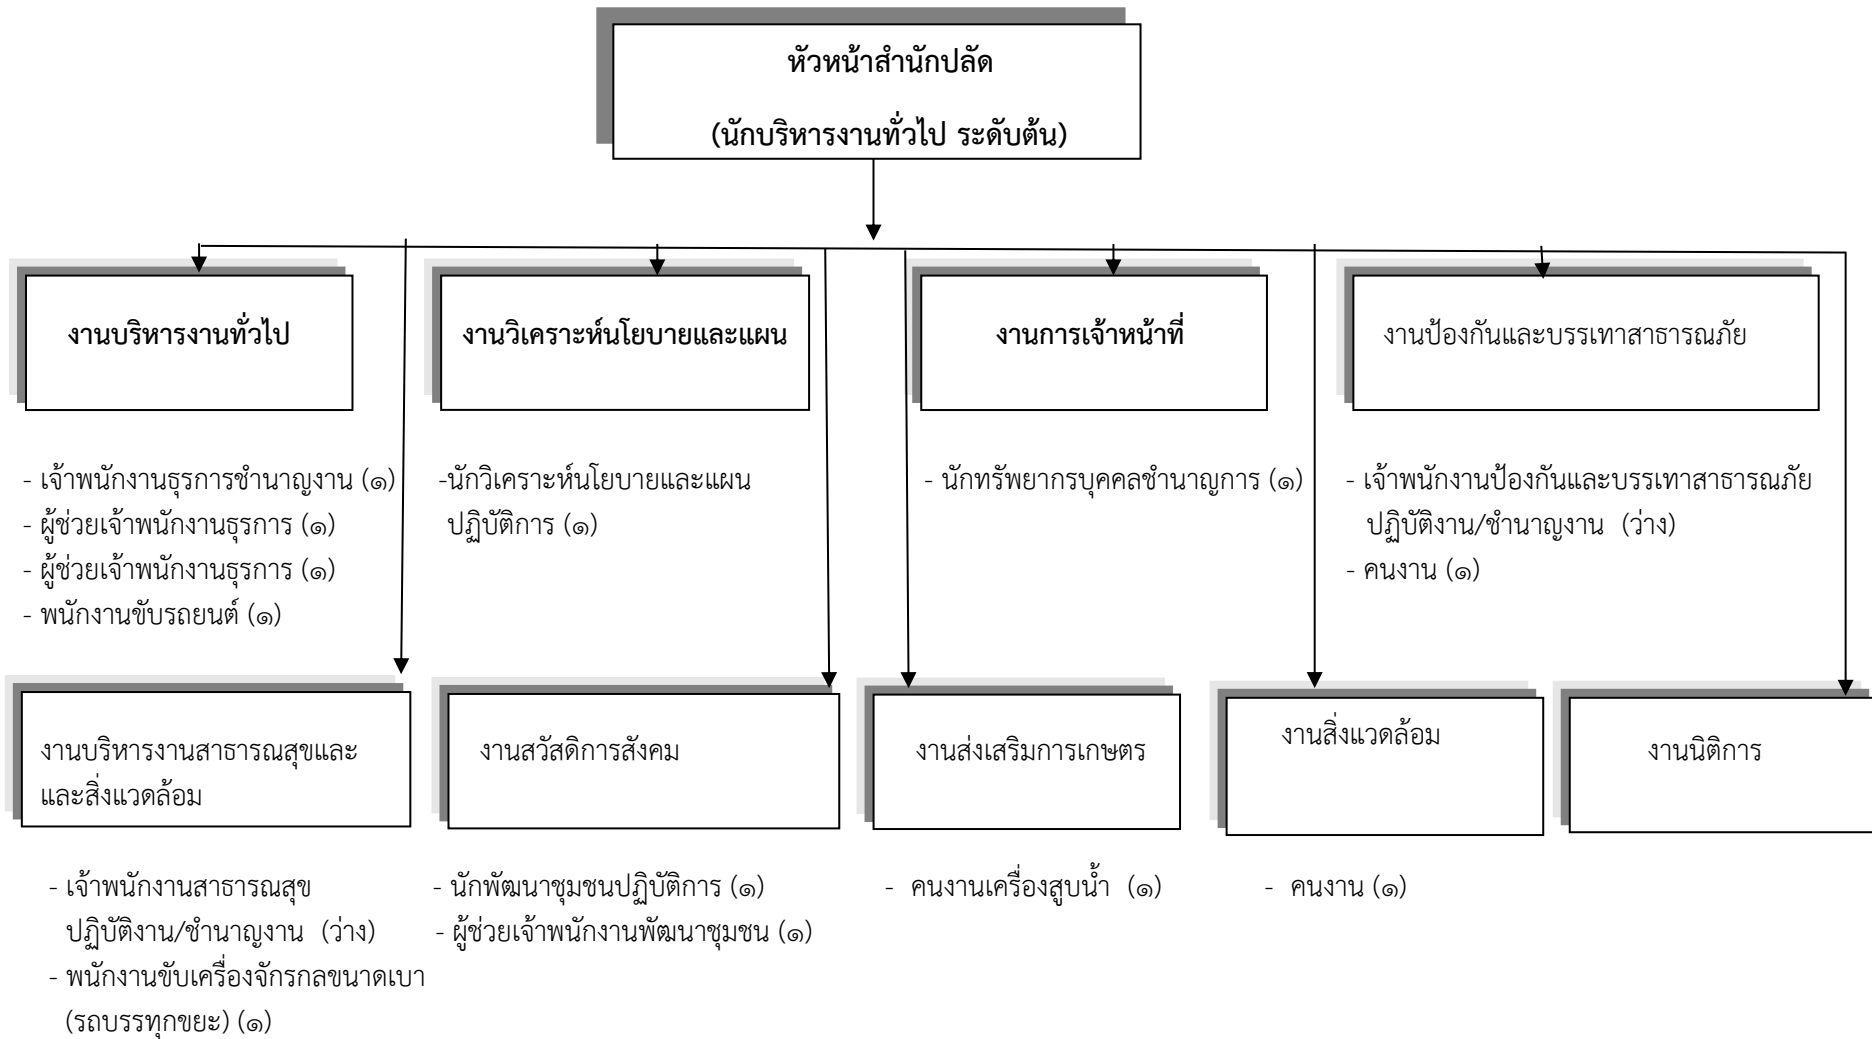 หัวหน้าสำนักปลัด
(นักบริหารงานทั่วไป ระดับต้น)
งานบริหารงานทั่วไป
งานวิเคราะห์นโยบายและแผน
งานการเจ้าหน้าที่
งานป้องกันและบรรเทาสาธารณภัย
- เจ้าพนักงานธุรการชำนาญงาน (๑)
- ผู้ช่วยเจ้าพนักงานธุรการ (๑)
- ผู้ช่วยเจ้าพนักงานธุรการ (๑)
- พนักงานขับรถยนต์ (๑)
-นักวิเคราะห์นโยบายและแผน
ปฏิบัติการ (๑)
- นักทรัพยากรบุคคลชำนาญการ (๑)
- เจ้าพนักงานป้องกันและบรรเทาสาธารณภัย
ปฏิบัติงาน/ชำนาญงาน (ว่าง)
- คนงาน (๑)
งานบริหารงานสาธารณสุขและ
และสิ่งแวดล้อม
งานสวัสดิการสังคม
งานส่งเสริมการเกษตร
งานสิ่งแวดล้อม
งานนิติการ
- เจ้าพนักงานสาธารณสุข
ปฏิบัติงาน/ชำนาญงาน (ว่าง)
- พนักงานขับเครื่องจักรกลขนาดเบา
(รถบรรทุกขยะ) (๑)
- นักพัฒนาชุมชนปฏิบัติการ (๑)
- ผู้ช่วยเจ้าพนักงานพัฒนาชุมชน (๑)
- คนงานเครื่องสูบน้ำ (๑)
- คนงาน (๑)